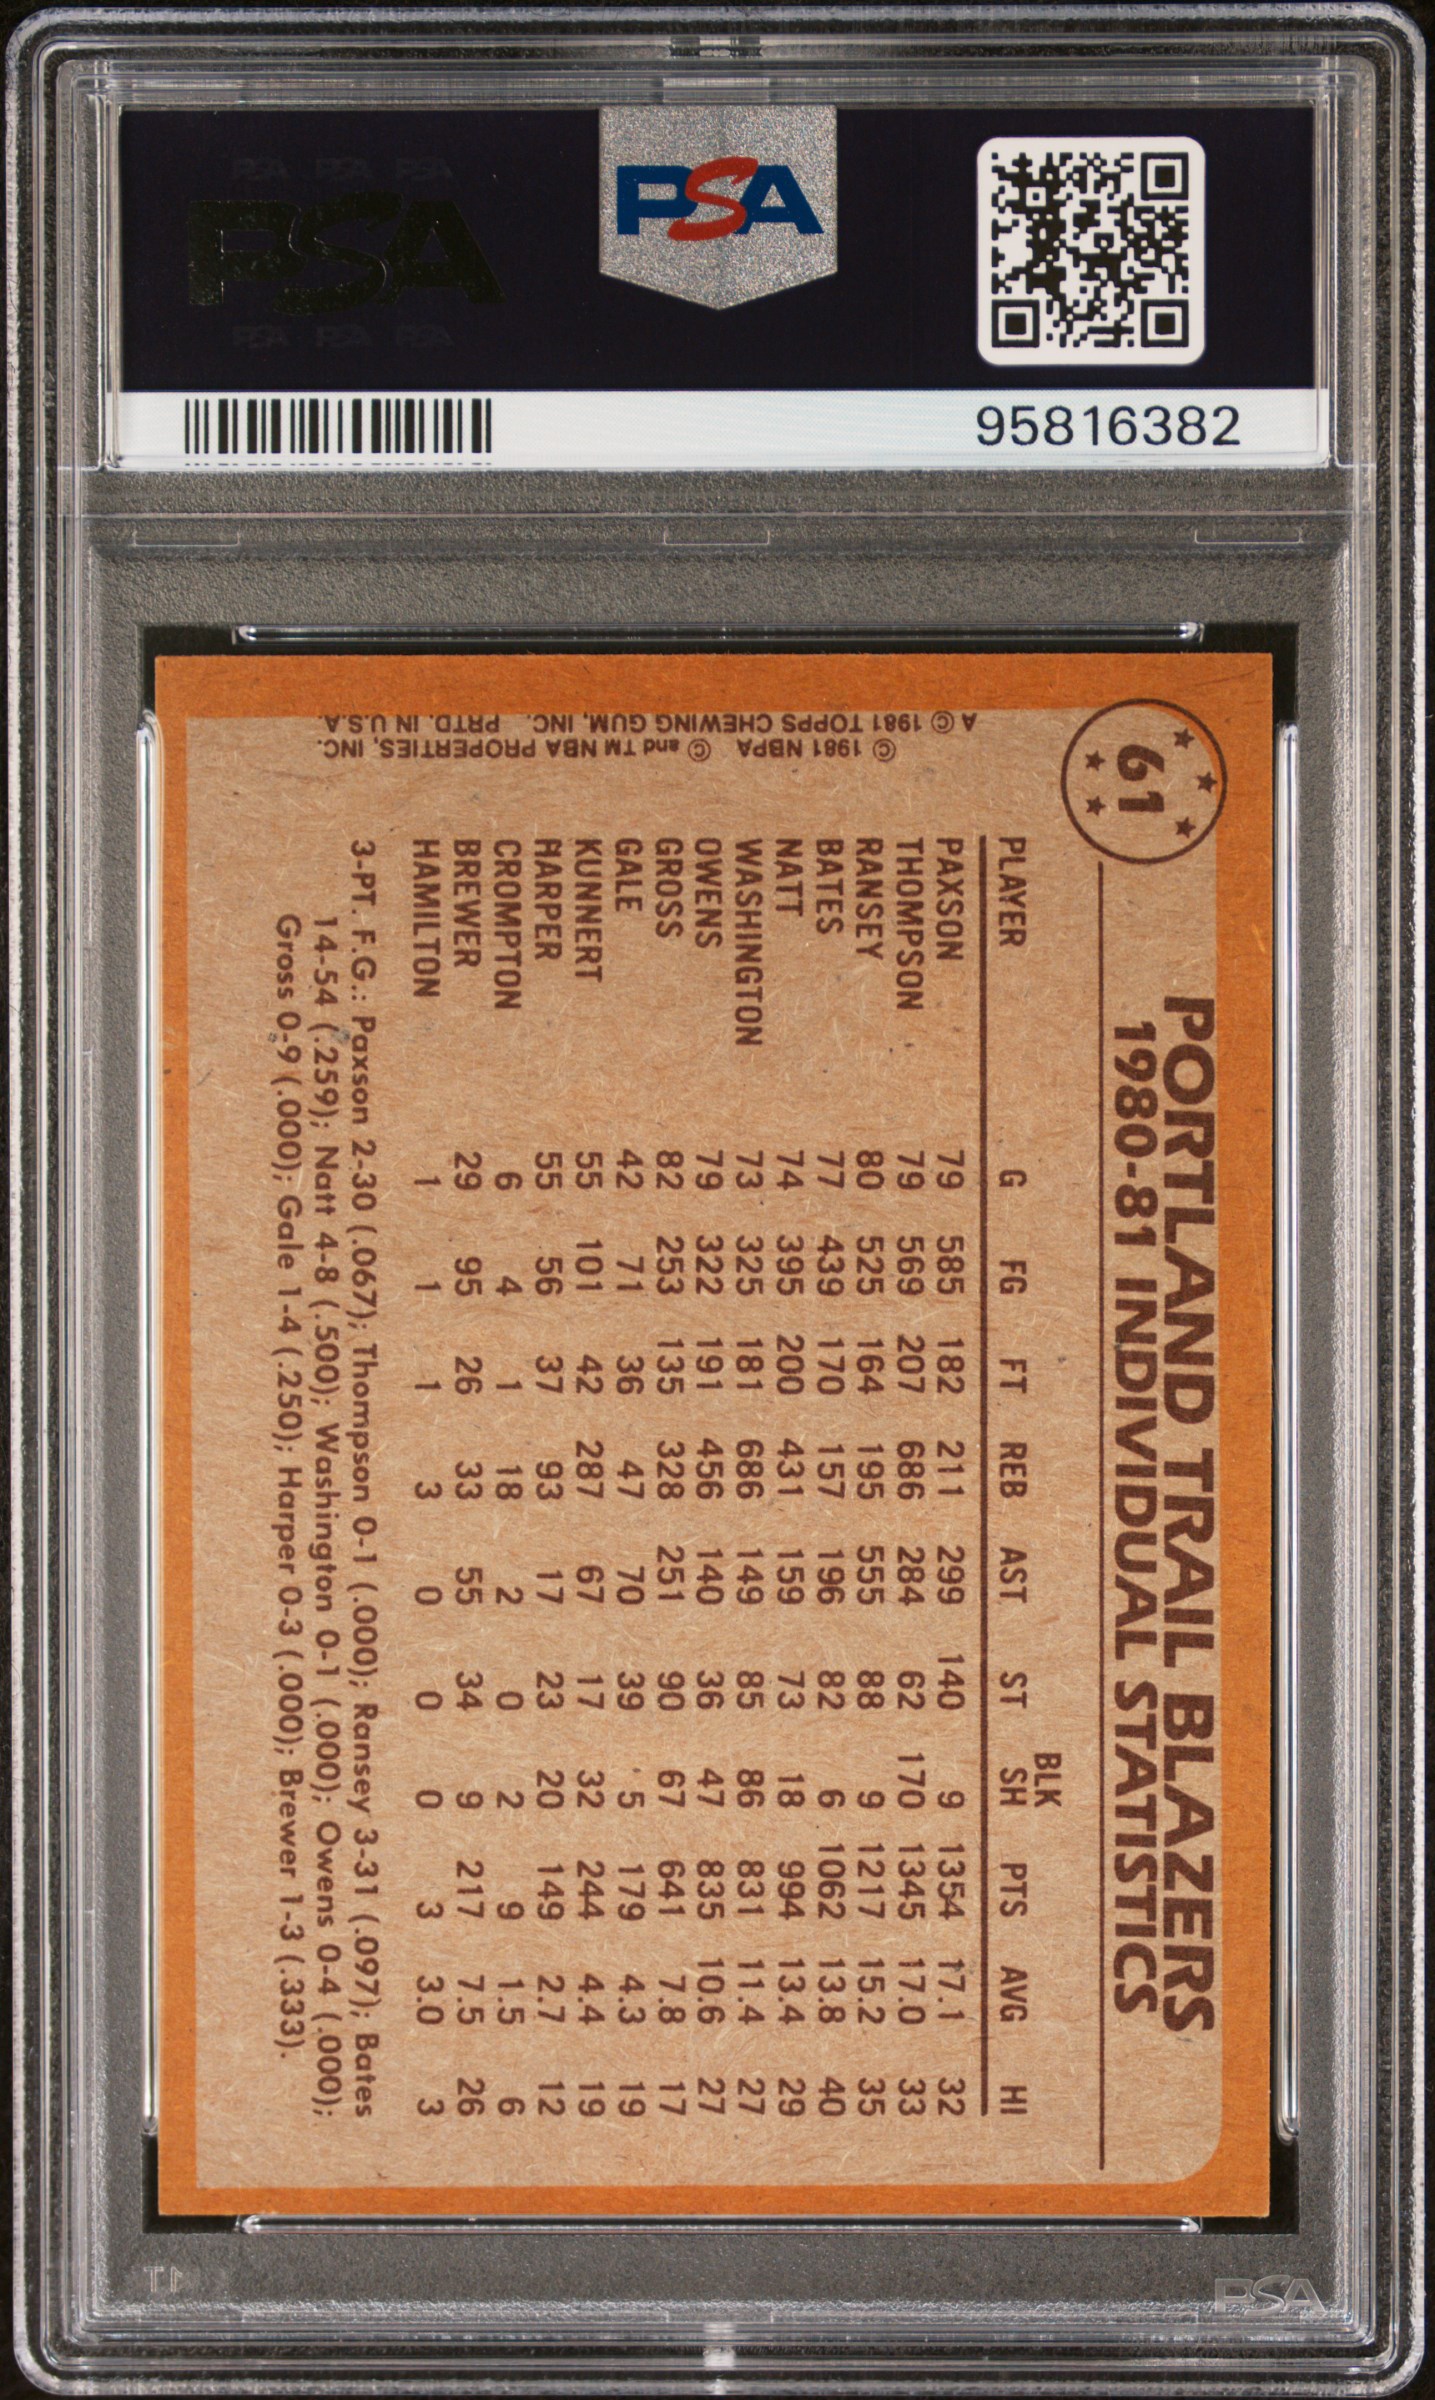 PSA PSA PSA
PSA
PSA PSA PSA
PSA
95816382
61
PORTLAND TRAIL BLAZERS
1980-81 INDIVIDUAL STATISTICS
PLAYER G FG FT REB AST ST BLK SH PTS AVG HI
PAXSON 79 585 182 211 299 140 9 1354 17.1 32
THOMPSON 79 569 207 686 284 62 170 1345 17.0 33
RANSEY 80 525 164 195 555 88 9 1217 15.2 35
BATES 77 439 170 157 196 82 6 1062 13.8 40
NATT 74 395 200 431 159 73 18 994 13.4 29
WASHINGTON 73 325 181 686 149 85 86 831 11.4 27
OWENS 79 322 191 456 140 36 47 835 10.6 27
GROSS 82 253 135 328 251 90 67 641 7.8 17
GALE 42 71 36 47 70 39 5 179 4.3 19
KUNNERT 55 101 42 287 67 17 32 244 4.4 19
HARPER 55 56 37 93 17 23 20 149 2.7 12
CROMPTON 6 4 1 18 2 0 2 9 1.5 6
BREWER 29 95 26 33 55 34 9 217 7.5 26
HAMILTON 1 1 1 3 0 0 0 3 3.0 3
3-PT. F.G.: Paxson 2-30 (.067); Thompson 0-1 (.000); Ransey 3-31 (.097); Bates
14-54 (.259); Natt 4-8 (.500); Washington 0-1 (.000); Owens 0-4 (.000);
Gross 0-9 (.000); Gale 1-4 (.250); Harper 0-3 (.000); Brewer 1-3 (.333).
© 1981 NBPA © and TM NBA PROPERTIES, INC.
A © 1981 TOPPS CHEWING GUM, INC. PRTD. IN U.S.A.
PSA